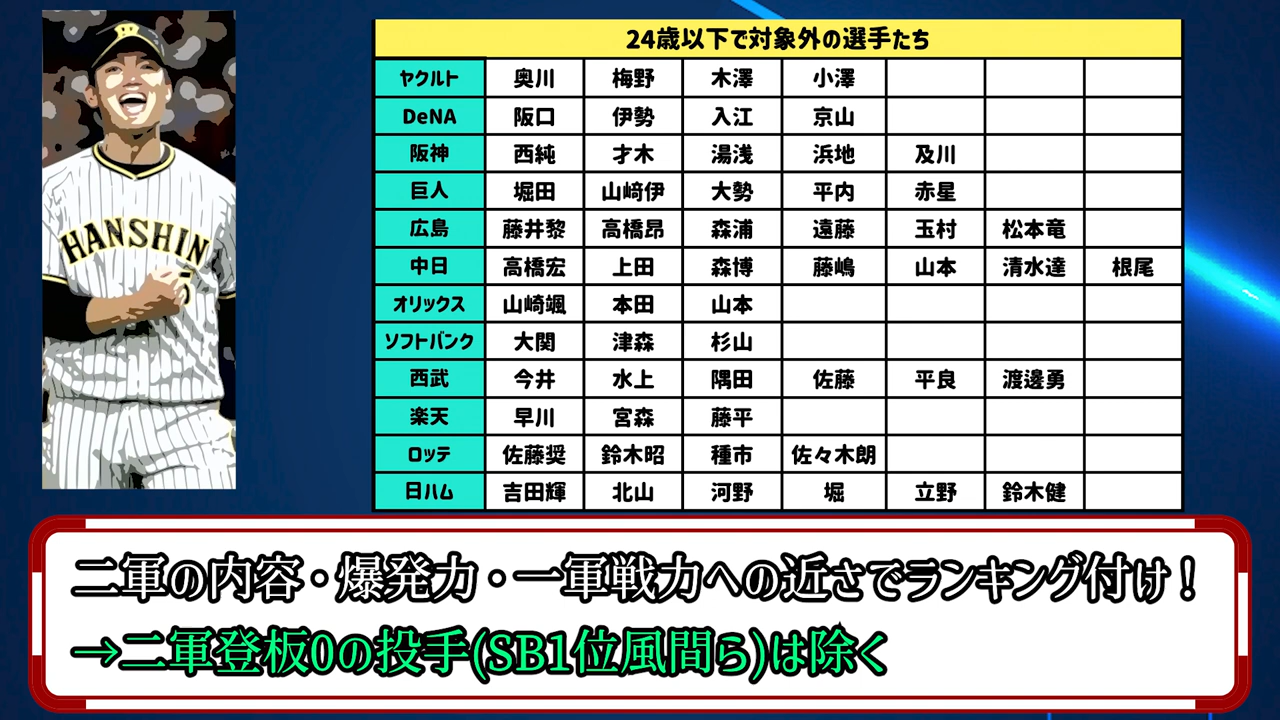 24歳以下で対象外の選手たち
ヤクルト 奥川 梅野 木澤 小澤
DeNA 阪口 伊勢 入江 京山
阪神 西純 才木 湯浅 浜地 及川
巨人 堀田 山﨑伊 大勢 平内 赤星
広島 藤井黎 高橋昂 森浦 遠藤 玉村 松本竜
中日 高橋宏 上田 森博 藤嶋 山本 清水達 根尾
オリックス 山崎颯 本田 山本
ソフトバンク 大関 津森 杉山
西武 今井 水上 隅田 佐藤 平良 渡邊勇
楽天 早川 宮森 藤平
ロッテ 佐藤奨 鈴木昭 種市 佐々木朗
日ハム 吉田輝 北山 河野 堀 立野 鈴木健
HANSHIN
二軍の内容・爆発力・一軍戦力への近さでランキング付け！
→二軍登板0の投手(SB1位風間ら)は除く